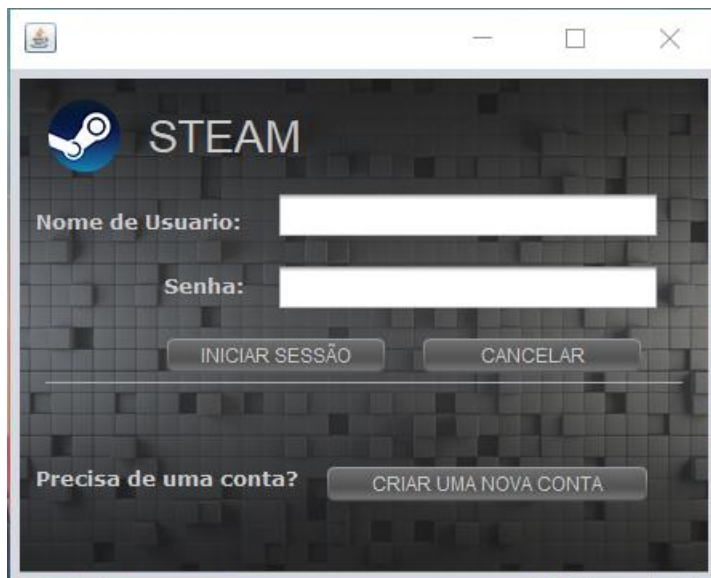 STEAM
Nome de Usuario:
Senha:
INICIAR SESSÃO CANCELAR
Precisa de uma conta? CRIAR UMA NOVA CONTA